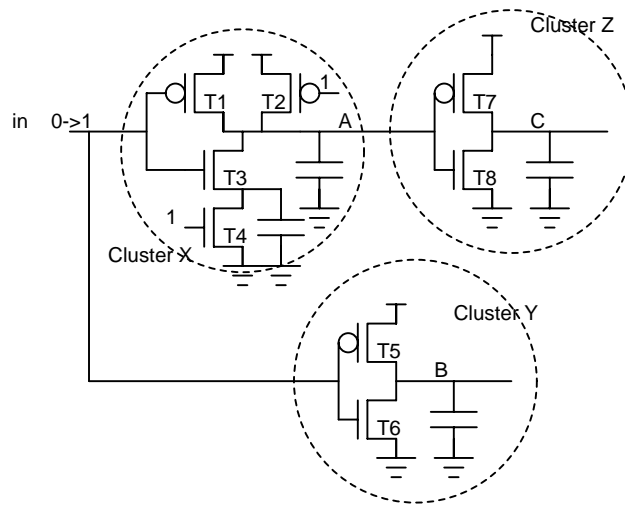 Cluster Z
T1
T2
1
T7
in 0->1
A
C
T3
T8
1
T4
Cluster X
Cluster Y
T5
B
T6